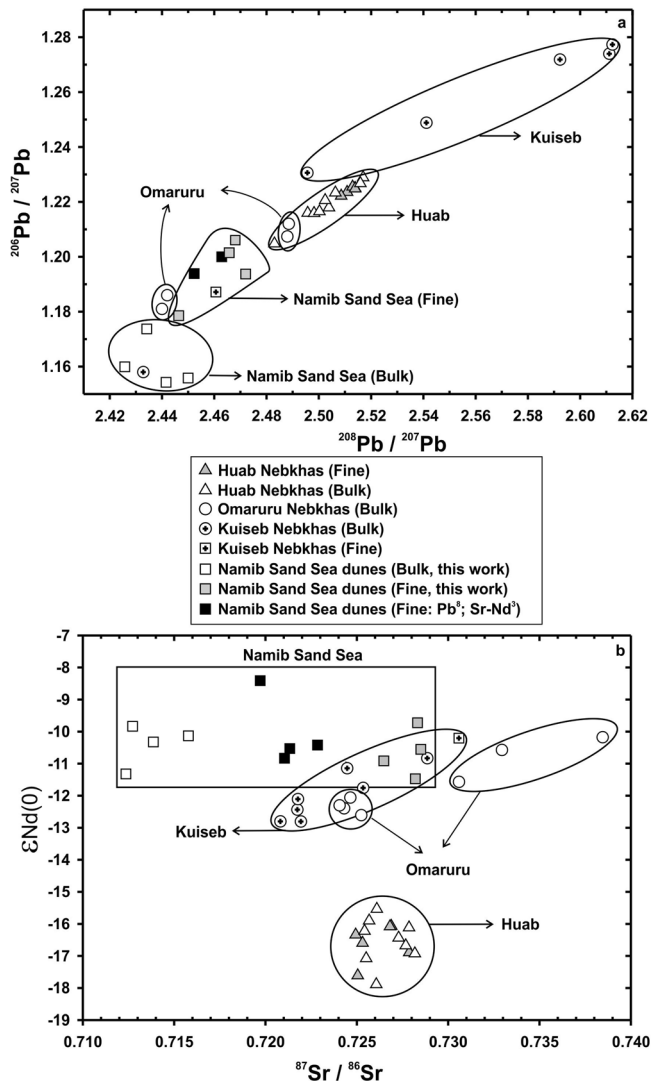 a
1.28
1.26
1.24
1.22
1.20
1.18
1.16
²⁰⁶Pb / ²⁰⁷Pb
Kuiseb
Omaruru
Huab
Namib Sand Sea (Fine)
Namib Sand Sea (Bulk)
2.42 2.44 2.46 2.48 2.50 2.52 2.54 2.56 2.58 2.60 2.62
²⁰⁸Pb / ²⁰⁷Pb
Huab Nebkhas (Fine)
Huab Nebkhas (Bulk)
Omaruru Nebkhas (Bulk)
Kuiseb Nebkhas (Bulk)
Kuiseb Nebkhas (Fine)
Namib Sand Sea dunes (Bulk, this work)
Namib Sand Sea dunes (Fine, this work)
Namib Sand Sea dunes (Fine: Pb⁸; Sr-Nd³)
b
-7
-8
-9
-10
-11
-12
-13
-14
-15
-16
-17
-18
-19
εNd(0)
Namib Sand Sea
Kuiseb
Omaruru
Huab
0.710 0.715 0.720 0.725 0.730 0.735 0.740
⁸⁷Sr / ⁸⁶Sr